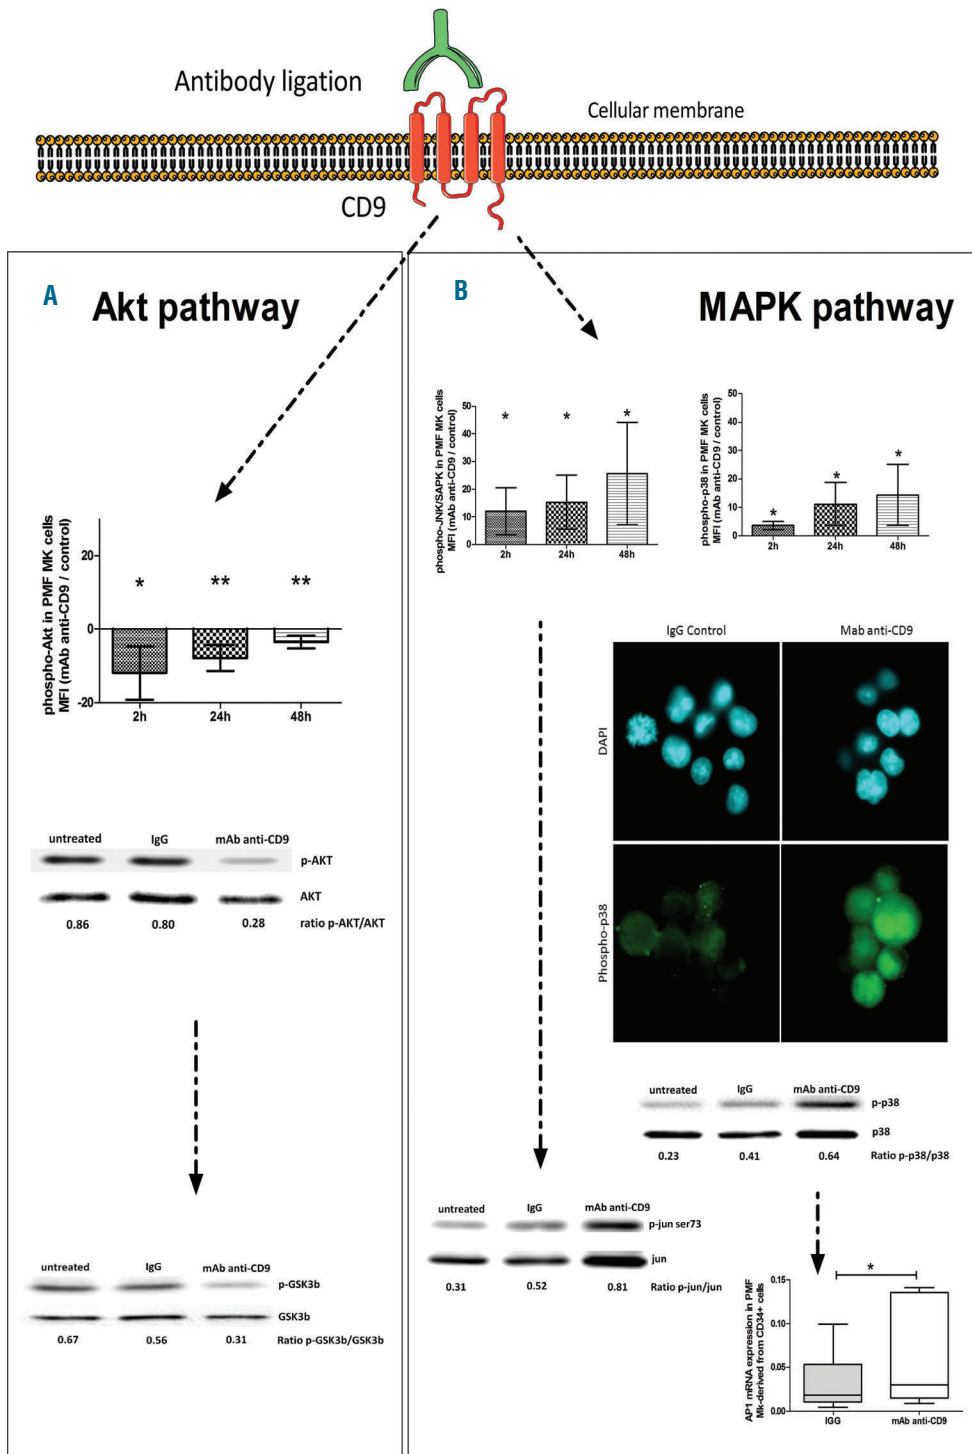 Antibody ligation
Cellular membrane
CD9
A
Akt pathway
phospho-Akt in PMF MK cells
MFI (mAb anti-CD9 / control)
20
0
-20
* ** **
2h 24h 48h
untreated IgG mAb anti-CD9
p-AKT
AKT
0.86 0.80 0.28 ratio p-AKT/AKT
untreated IgG mAb anti-CD9
p-GSK3b
GSK3b
0.67 0.56 0.31 Ratio p-GSK3b/GSK3b
B
MAPK pathway
phospho-JNK/SAPK in PMF MK cells
MFI (mAb anti-CD9 / control)
50
40
30
20
10
0
* * *
2h 24h 48h
phospho-p38 in PMF MK cells
MFI (mAb anti-CD9 / control)
50
40
30
20
10
0
* * *
2h 24h 48h
IgG Control Mab anti-CD9
DAPI
Phospho-p38
untreated IgG mAb anti-CD9
p-p38
p38
0.23 0.41 0.64 Ratio p-p38/p38
untreated IgG mAb anti-CD9
p-jun ser73
jun
0.31 0.52 0.81 Ratio p-jun/jun
AP1 mRNA expression in PMF
Mk-derived from CD34+ cells
0.15
0.10
0.05
0.00
*
IGG mAb anti-CD9